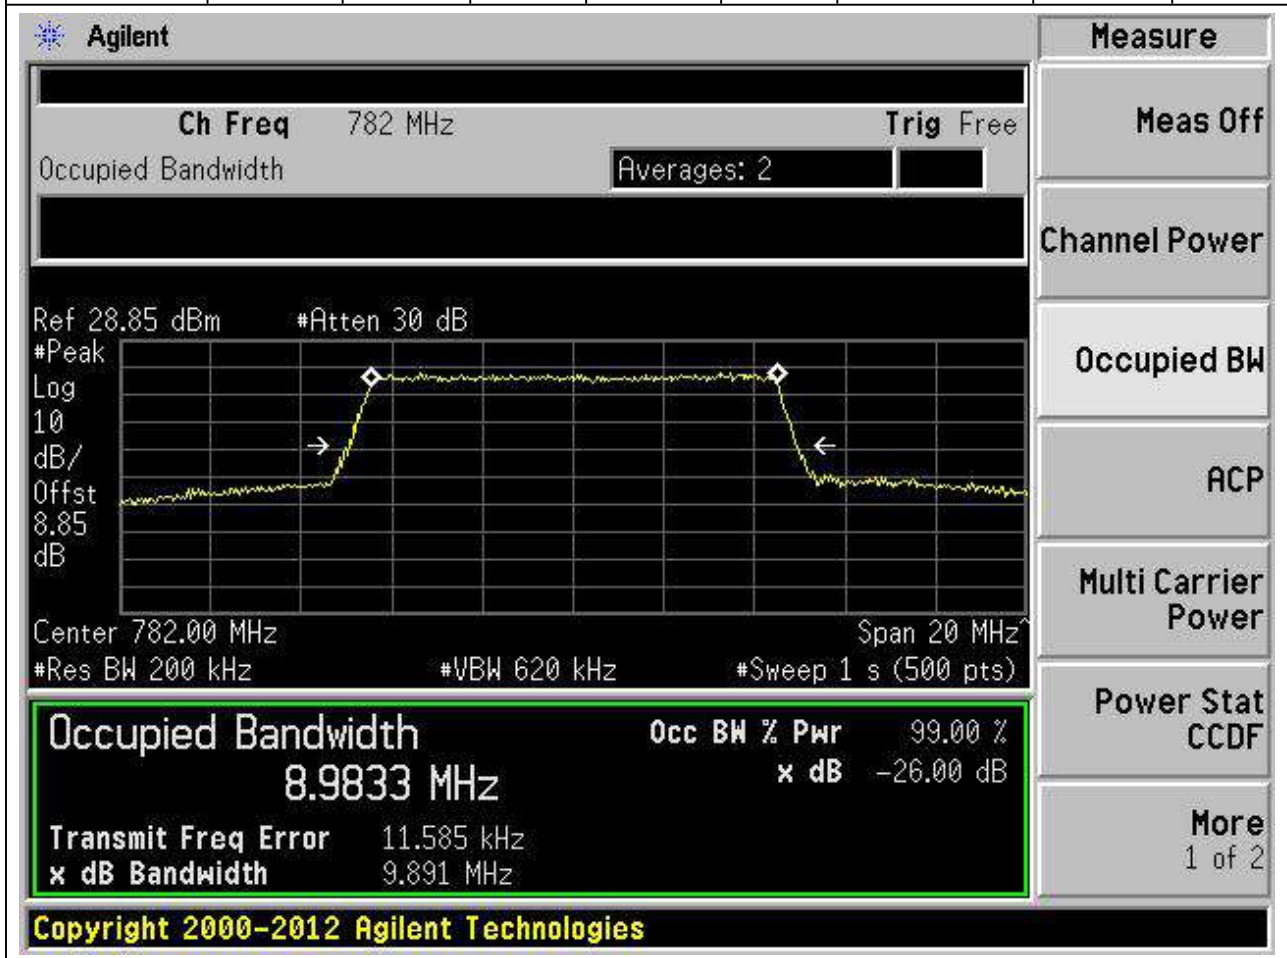 Agilent
Measure
Ch Freq 782 MHz Trig Free
Meas Off
Occupied Bandwidth Averages: 2
Channel Power
Ref 28.85 dBm #Atten 30 dB
#Peak
Log
10
dB/
Offst
8.85
dB
Occupied BW
ACP
Multi Carrier
Power
Center 782.00 MHz Span 20 MHz^
#Res BW 200 kHz #VBW 620 kHz #Sweep 1 s (500 pts)
Power Stat
CCDF
Occupied Bandwidth Occ BW % Pwr 99.00 %
8.9833 MHz x dB -26.00 dB
Transmit Freq Error 11.585 kHz
x dB Bandwidth 9.891 MHz
More
1 of 2
Copyright 2000-2012 Agilent Technologies